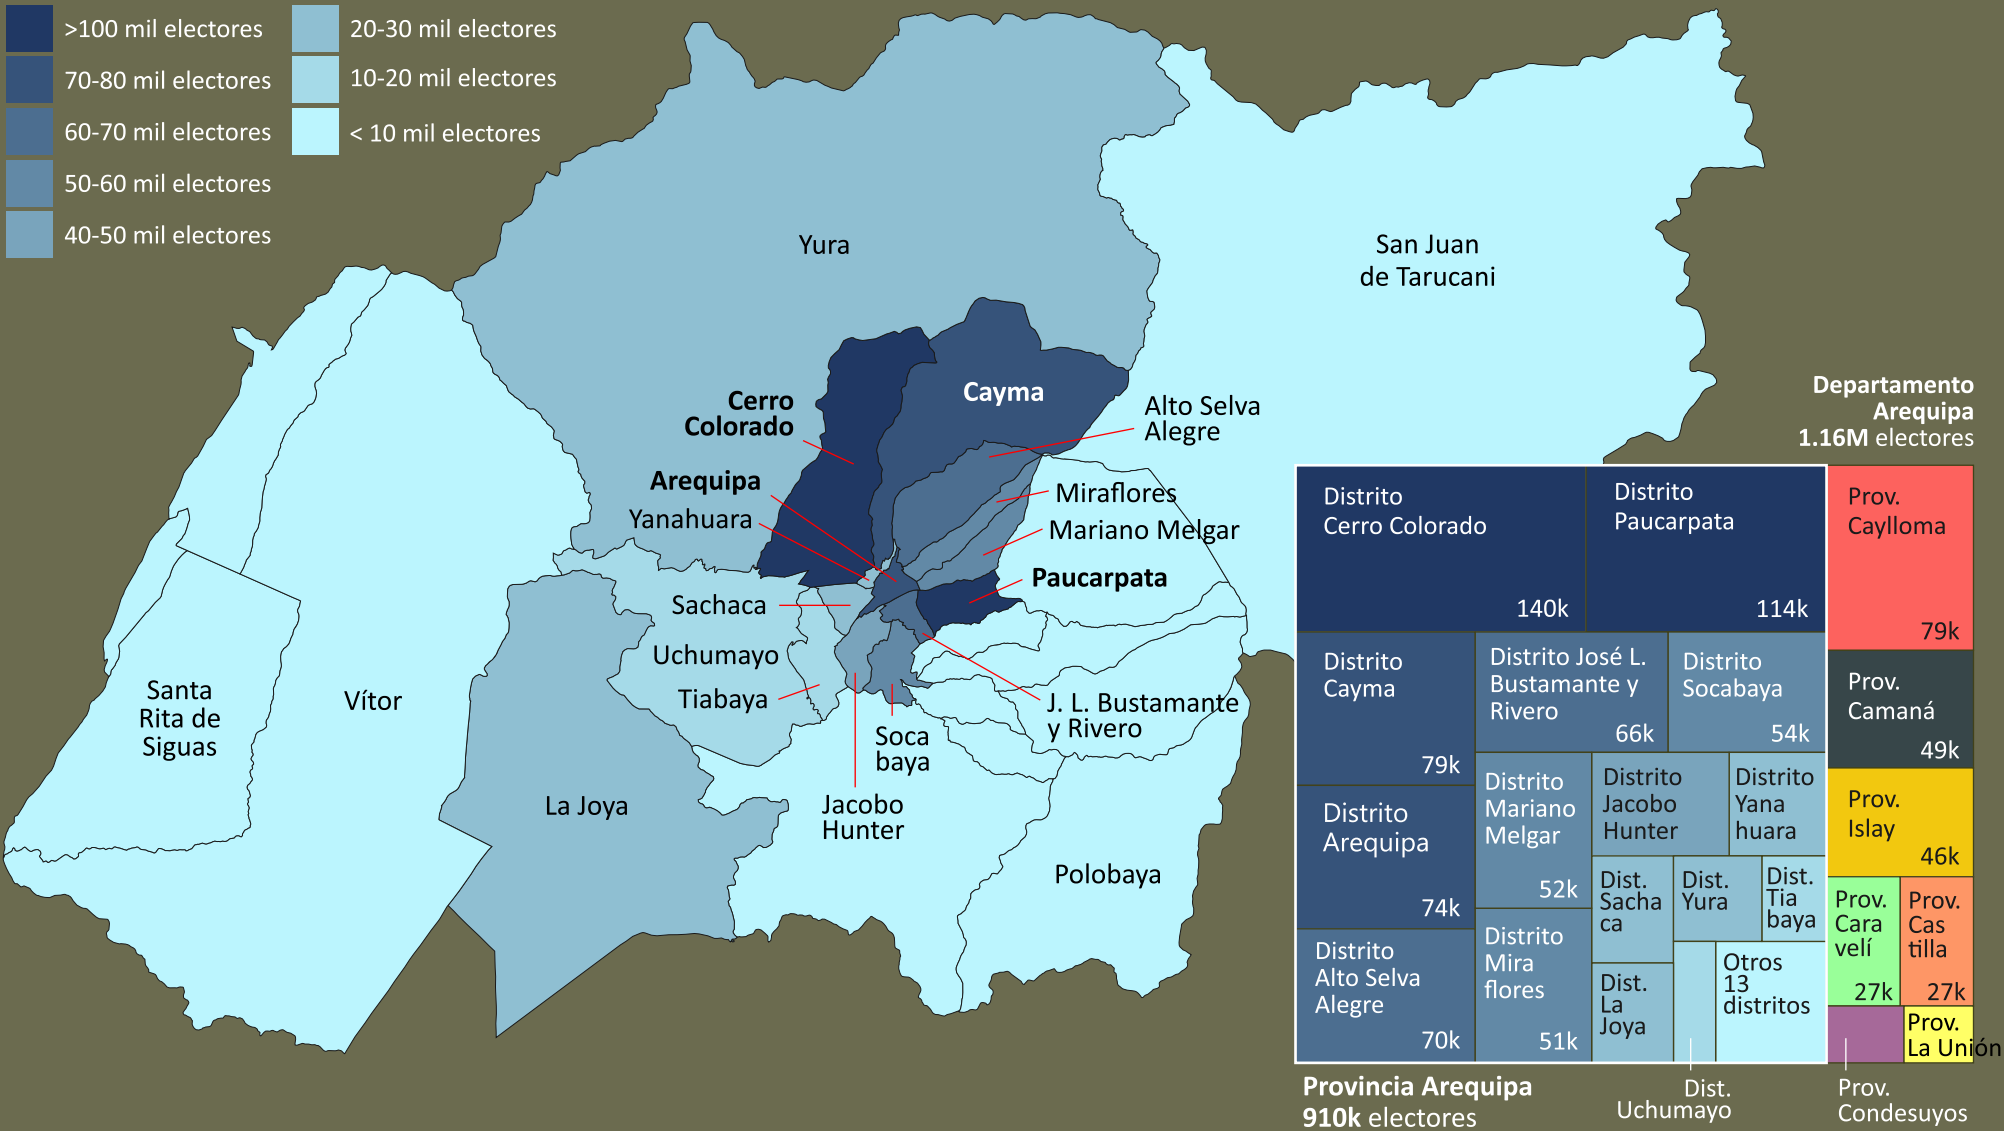 >100 mil electores
70-80 mil electores
60-70 mil electores
50-60 mil electores
40-50 mil electores
20-30 mil electores
10-20 mil electores
< 10 mil electores
Yura
San Juan
de Tarucani
Cerro
Colorado
Cayma
Alto Selva
Alegre
Arequipa
Yanahuara
Miraflores
Mariano Melgar
Paucarpata
Sachaca
Uchumayo
Tiabaya
J. L. Bustamante
y Rivero
Soca
baya
Jacobo
Hunter
Santa
Rita de
Siguas
Vítor
La Joya
Polobaya
Departamento
Arequipa
1.16M electores
Distrito
Cerro Colorado
140k
Distrito
Paucarpata
114k
Distrito
Cayma
79k
Distrito José L.
Bustamante y
Rivero
66k
Distrito
Socabaya
54k
Distrito
Arequipa
74k
Distrito
Mariano
Melgar
52k
Distrito
Jacobo
Hunter
Distrito
Yana
huara
Distrito
Alto Selva
Alegre
70k
Distrito
Mira
flores
51k
Dist.
Sacha
ca
Dist.
Yura
Dist.
Tia
baya
Dist.
La
Joya
Otros
13
distritos
Prov.
Caylloma
79k
Prov.
Camaná
49k
Prov.
Islay
46k
Prov.
Cara
velí
27k
Prov.
Cas
tilla
27k
Prov.
La Unión
Provincia Arequipa
910k electores
Dist.
Uchumayo
Prov.
Condesuyos